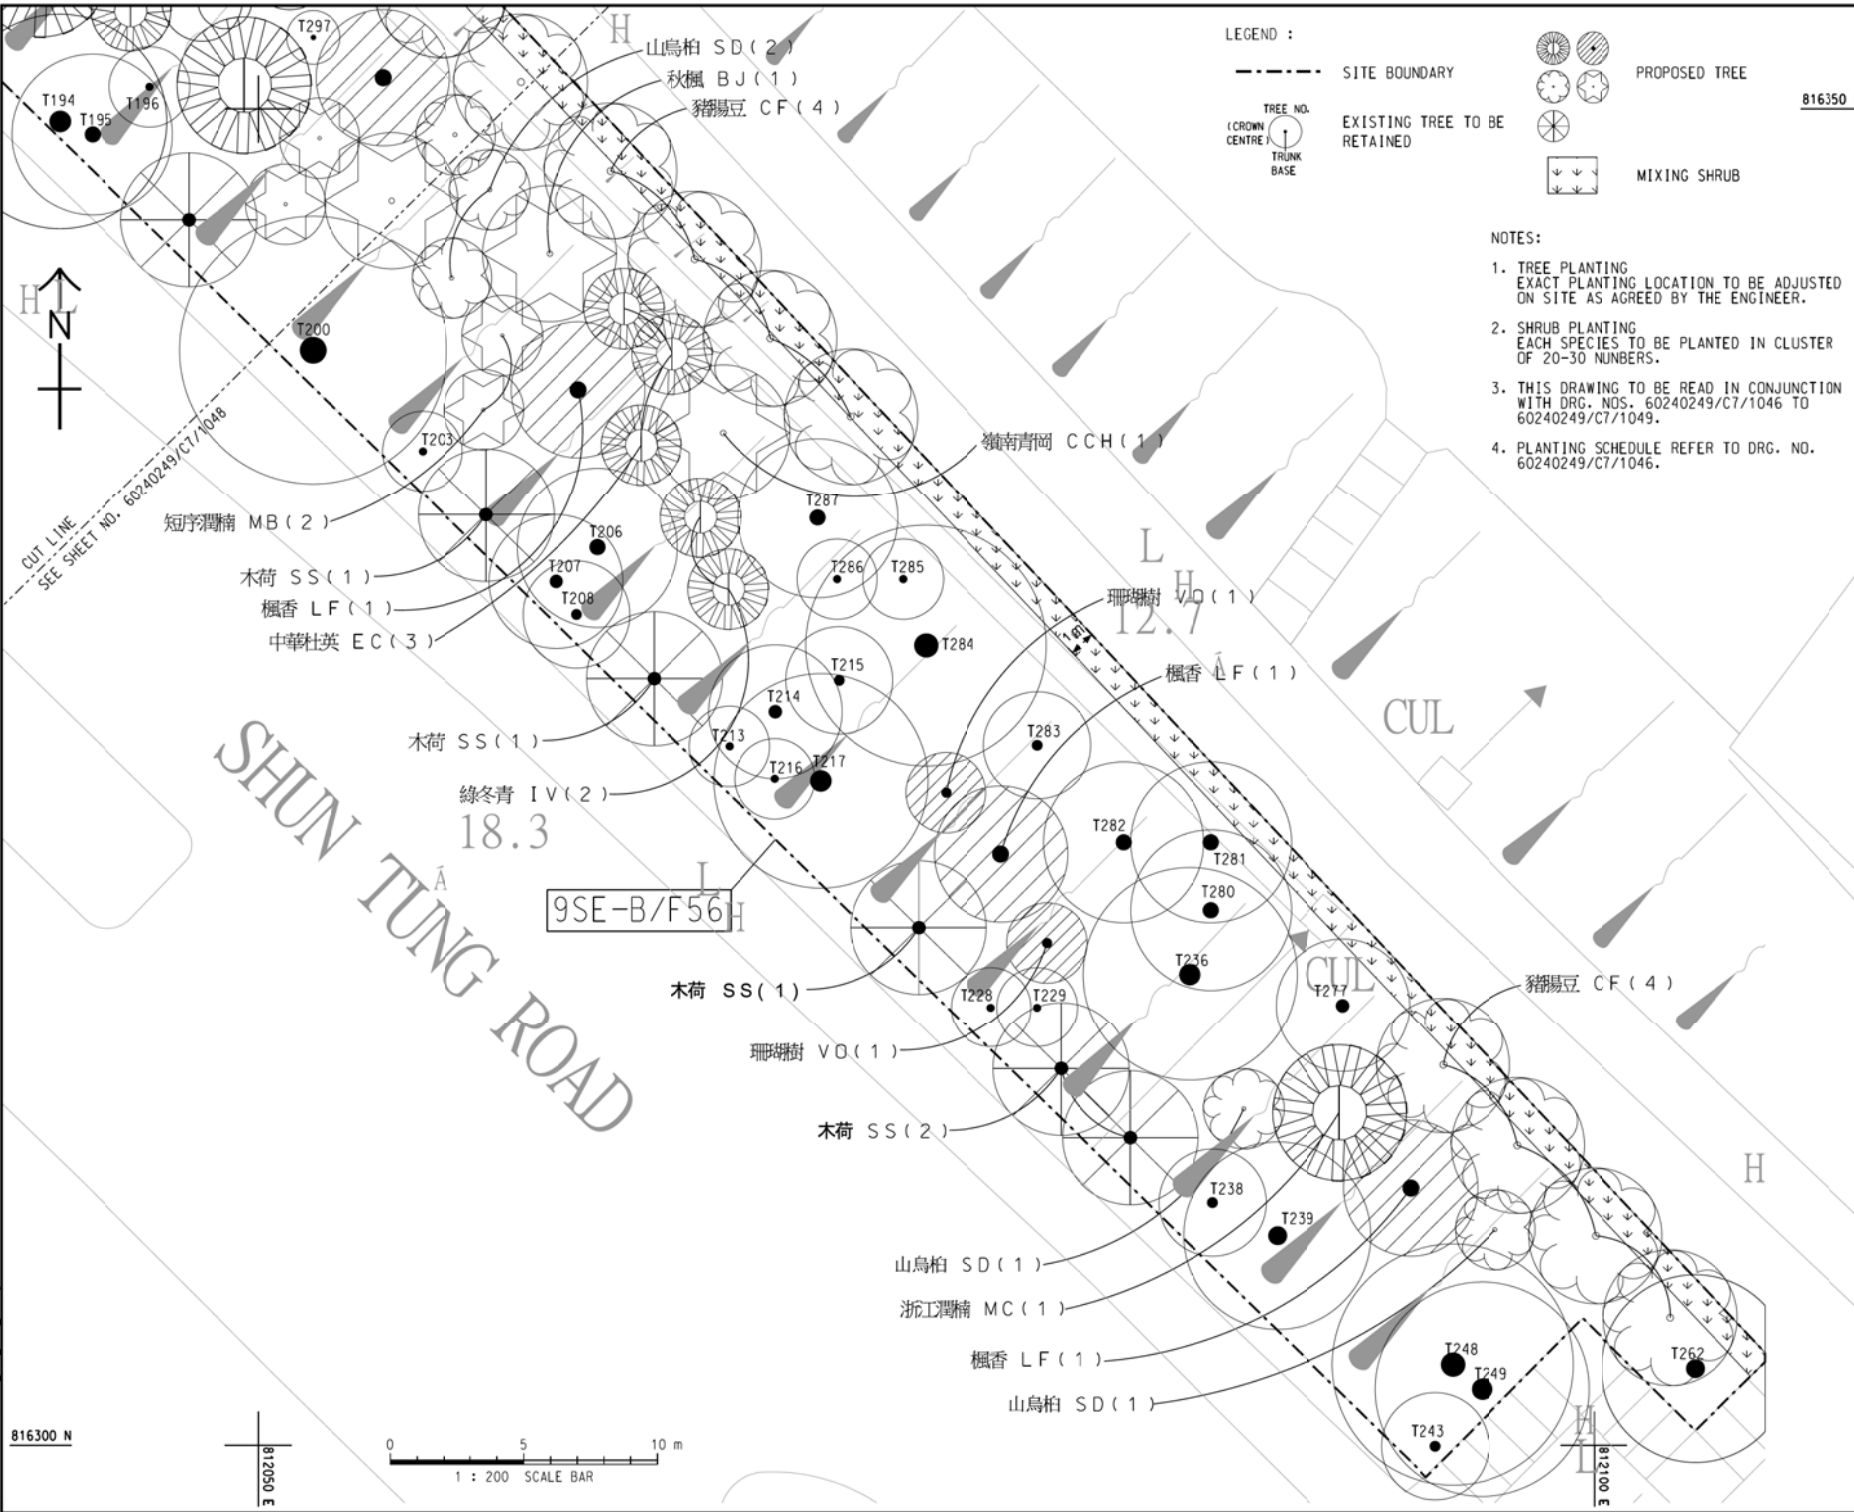 LEGEND :
SITE BOUNDARY
TREE NO.
(CROWN
CENTRE)
TRUNK
BASE
EXISTING TREE TO BE
RETAINED
PROPOSED TREE
MIXING SHRUB
816350
NOTES:
1. TREE PLANTING
EXACT PLANTING LOCATION TO BE ADJUSTED
ON SITE AS AGREED BY THE ENGINEER.
2. SHRUB PLANTING
EACH SPECIES TO BE PLANTED IN CLUSTER
OF 20-30 NUNBERS.
3. THIS DRAWING TO BE READ IN CONJUNCTION
WITH DRG. NOS. 60240249/C7/1046 TO
60240249/C7/1049.
4. PLANTING SCHEDULE REFER TO DRG. NO.
60240249/C7/1046.
T297
H
山烏柏 SD(2)
秋楓 BJ(1)
豬腸豆 CF(4)
T194
T195
T196
H
L
N
T200
T203
CUT LINE
SEE SHEET NO. 60240249/C7/1048
嶺南青岡 CCH(1)
短序潤楠 MB(2)
T287
T206
T207
T208
T286
T285
木荷 SS(1)
楓香 LF(1)
中華杜英 EC(3)
L
H
12.7
珊瑚樹 VO(1)
T284
T215
楓香 LF(1)
T214
T213
T283
CUL
木荷 SS(1)
T216
T217
綠冬青 IV(2)
18.3
SHUN TUNG ROAD
T282
T281
T280
L
H
9SE-B/F56
T236
CUL
T277
木荷 SS(1)
T228
T229
豬腸豆 CF(4)
珊瑚樹 VO(1)
木荷 SS(2)
H
T238
T239
山烏柏 SD(1)
浙江潤楠 MC(1)
楓香 LF(1)
山烏柏 SD(1)
T248
T249
T262
T243
H
L
816300 N
812050 E
0 5 10 m
1 : 200 SCALE BAR
812100 E